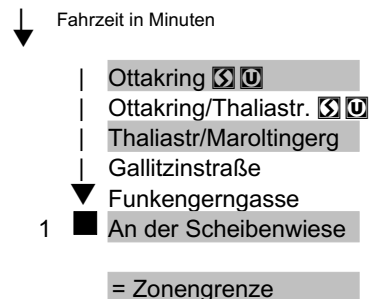 Fahrzeit in Minuten
Ottakring S U
Ottakring/Thaliastr. S U
Thaliastr/Maroltingerg
Gallitzinstraße
Funkengerngasse
1 An der Scheibenwiese
= Zonengrenze